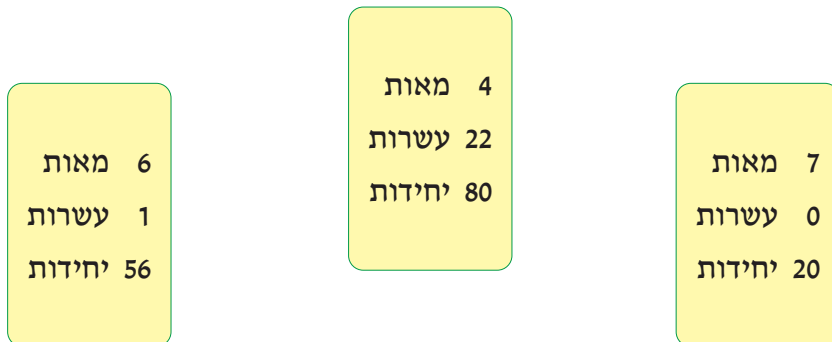 7 מאות
0 עשרות
20 יחידות
4 מאות
22 עשרות
80 יחידות
6 מאות
1 עשרות
56 יחידות